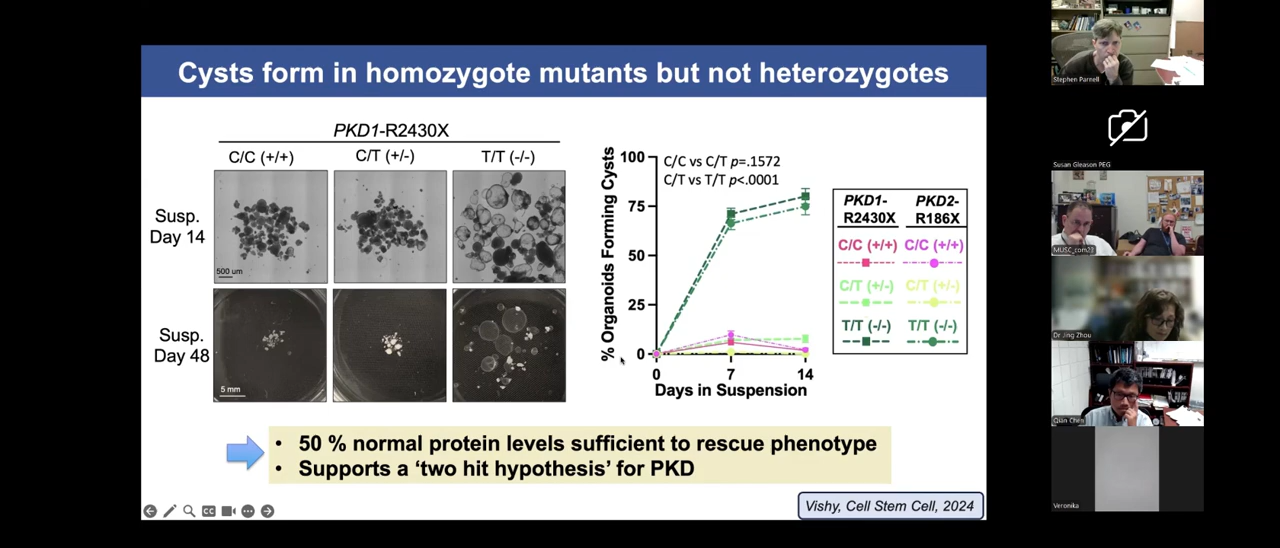 Cysts form in homozygote mutants but not heterozygotes
PKD1-R2430X
C/C (+/+)
C/T (+/-)
T/T (-/-)
Susp.
Day 14
500 um
Susp.
Day 48
5 mm
% Organoids Forming Cysts
100
75
50
25
0
C/C vs C/T p=.1572
C/T vs T/T p<.0001
0
7
14
Days in Suspension
PKD1-
R2430X
PKD2-
R186X
C/C (+/+)
C/C (+/+)
C/T (+/-)
C/T (+/-)
T/T (-/-)
T/T (-/-)
• 50 % normal protein levels sufficient to rescue phenotype
• Supports a ‘two hit hypothesis’ for PKD
Vishy, Cell Stem Cell, 2024
CC
Stephen Parnell
Susan Gleason PEG
MUSC_com23
Dr Jing Zhou
Qian Chen
Veronika